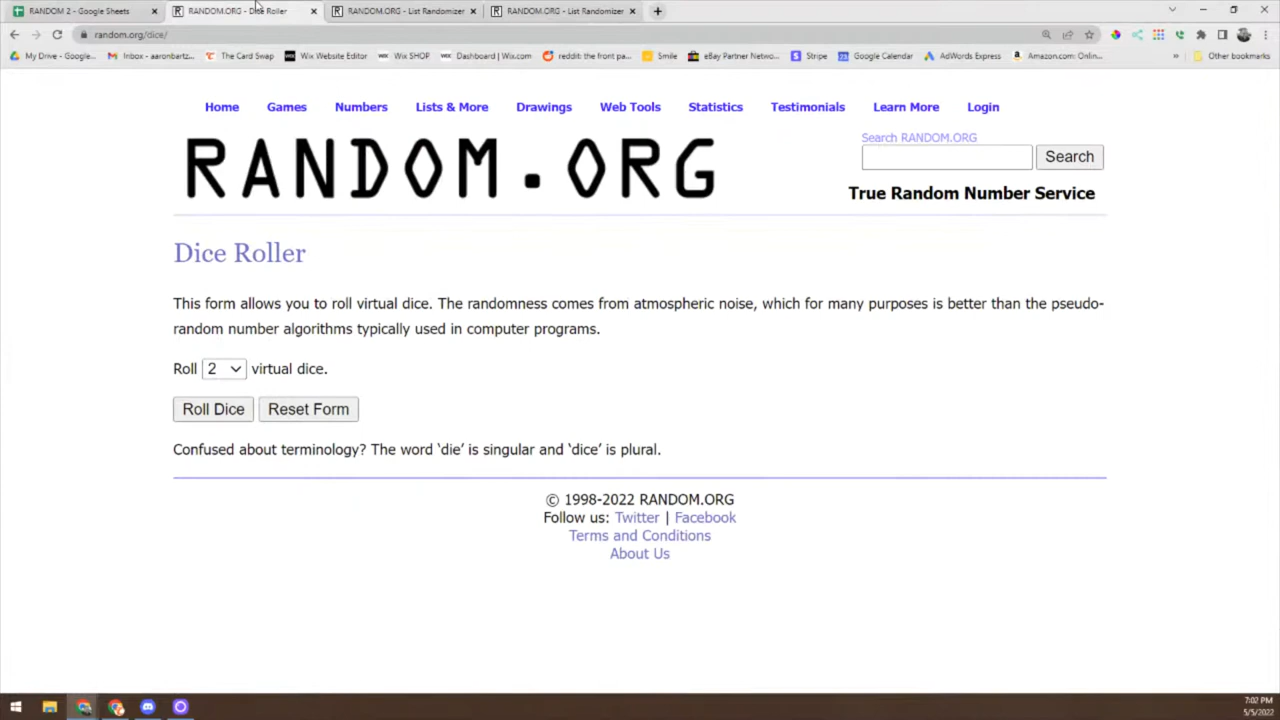 RANDOM 2 - Google Sheets
RANDOM.ORG - Dice Roller
RANDOM.ORG - List Randomizer
RANDOM.ORG - List Randomizer
random.org/dice/
My Drive - Google...
Inbox - aaronbartz...
The Card Swap
Wix Website Editor
Wix SHOP
Dashboard | Wix.com
reddit: the front pa...
Smile
eBay Partner Netwo...
Stripe
Google Calendar
AdWords Express
Amazon.com: Onlin...
»
Other bookmarks
Home Games Numbers Lists & More Drawings Web Tools Statistics Testimonials Learn More Login
RANDOM.ORG
Search RANDOM.ORG
Search
True Random Number Service
Dice Roller
This form allows you to roll virtual dice. The randomness comes from atmospheric noise, which for many purposes is better than the pseudo-
random number algorithms typically used in computer programs.
Roll 2 virtual dice.
Roll Dice Reset Form
Confused about terminology? The word ‘die’ is singular and ‘dice’ is plural.
© 1998-2022 RANDOM.ORG
Follow us: Twitter | Facebook
Terms and Conditions
About Us
7:02 PM
5/5/2022